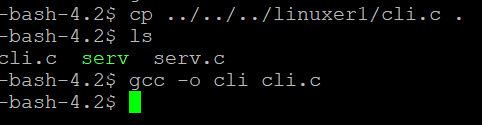 -bash-4.2$ cp ../../../linuxer1/cli.c .
-bash-4.2$ ls
cli.c  serv  serv.c
-bash-4.2$ gcc -o cli cli.c
-bash-4.2$